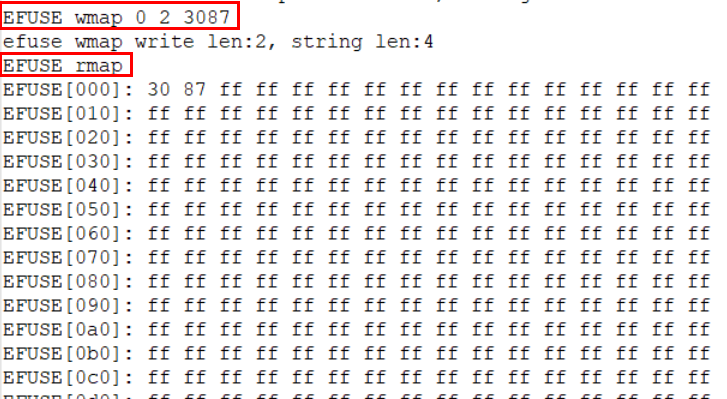 EFUSE wmap 0 2 3087
efuse wmap write len:2, string len:4
EFUSE rmap
EFUSE[000]: 30 87 ff ff ff ff ff ff ff ff ff ff ff ff ff ff
EFUSE[010]: ff ff ff ff ff ff ff ff ff ff ff ff ff ff ff ff
EFUSE[020]: ff ff ff ff ff ff ff ff ff ff ff ff ff ff ff ff
EFUSE[030]: ff ff ff ff ff ff ff ff ff ff ff ff ff ff ff ff
EFUSE[040]: ff ff ff ff ff ff ff ff ff ff ff ff ff ff ff ff
EFUSE[050]: ff ff ff ff ff ff ff ff ff ff ff ff ff ff ff ff
EFUSE[060]: ff ff ff ff ff ff ff ff ff ff ff ff ff ff ff ff
EFUSE[070]: ff ff ff ff ff ff ff ff ff ff ff ff ff ff ff ff
EFUSE[080]: ff ff ff ff ff ff ff ff ff ff ff ff ff ff ff ff
EFUSE[090]: ff ff ff ff ff ff ff ff ff ff ff ff ff ff ff ff
EFUSE[0a0]: ff ff ff ff ff ff ff ff ff ff ff ff ff ff ff ff
EFUSE[0b0]: ff ff ff ff ff ff ff ff ff ff ff ff ff ff ff ff
EFUSE[0c0]: ff ff ff ff ff ff ff ff ff ff ff ff ff ff ff ff